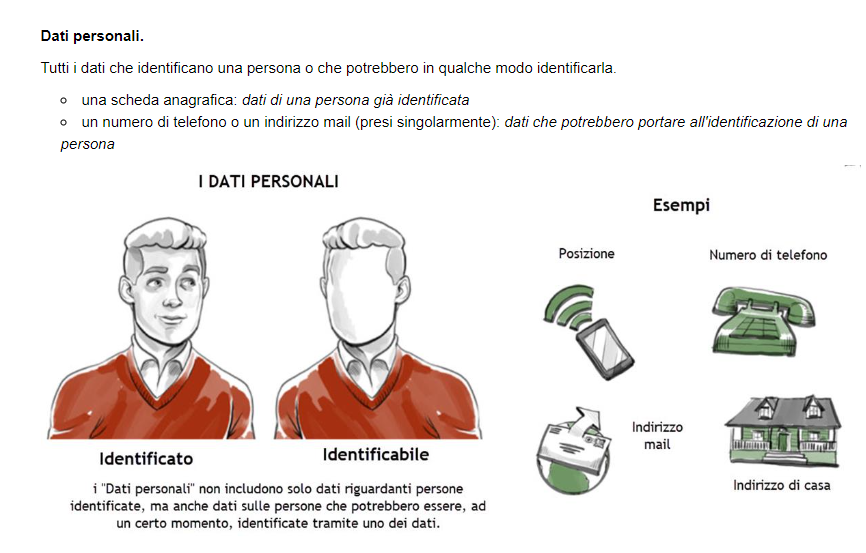 Dati personali.
Tutti i dati che identificano una persona o che potrebbero in qualche modo identificarla.
una scheda anagrafica: dati di una persona già identificata
un numero di telefono o un indirizzo mail (presi singolarmente): dati che potrebbero portare all'identificazione di una
persona
I DATI PERSONALI
Identificato
Identificabile
i "Dati personali" non includono solo dati riguardanti persone
identificate, ma anche dati sulle persone che potrebbero essere, ad
un certo momento, identificate tramite uno dei dati.
Esempi
Posizione
Numero di telefono
Indirizzo
mail
Indirizzo di casa